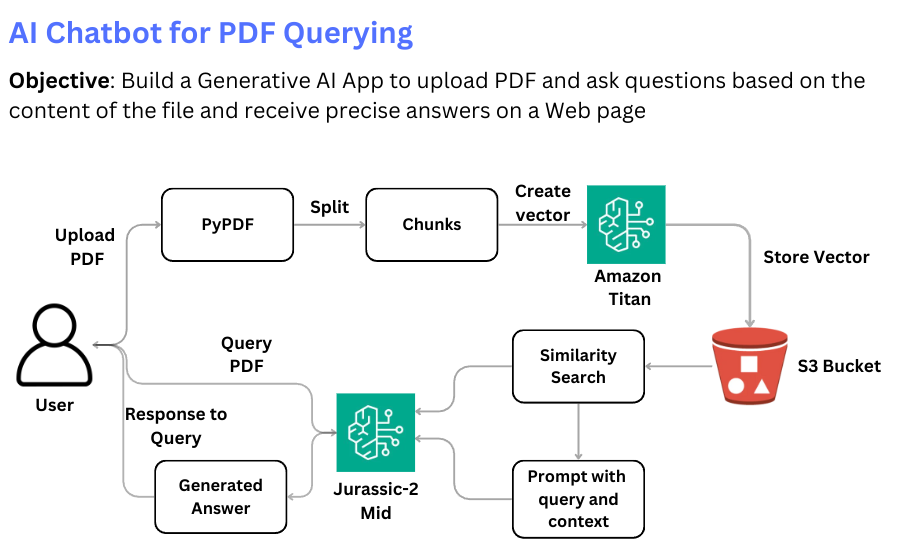 AI Chatbot for PDF Querying
Objective: Build a Generative AI App to upload PDF and ask questions based on the
content of the file and receive precise answers on a Web page
Upload
PDF
PyPDF
Split
Chunks
Create
vector
Amazon
Titan
Store Vector
S3 Bucket
Similarity
Search
Query
PDF
User
Response to
Query
Generated
Answer
Jurassic-2
Mid
Prompt with
query and
context